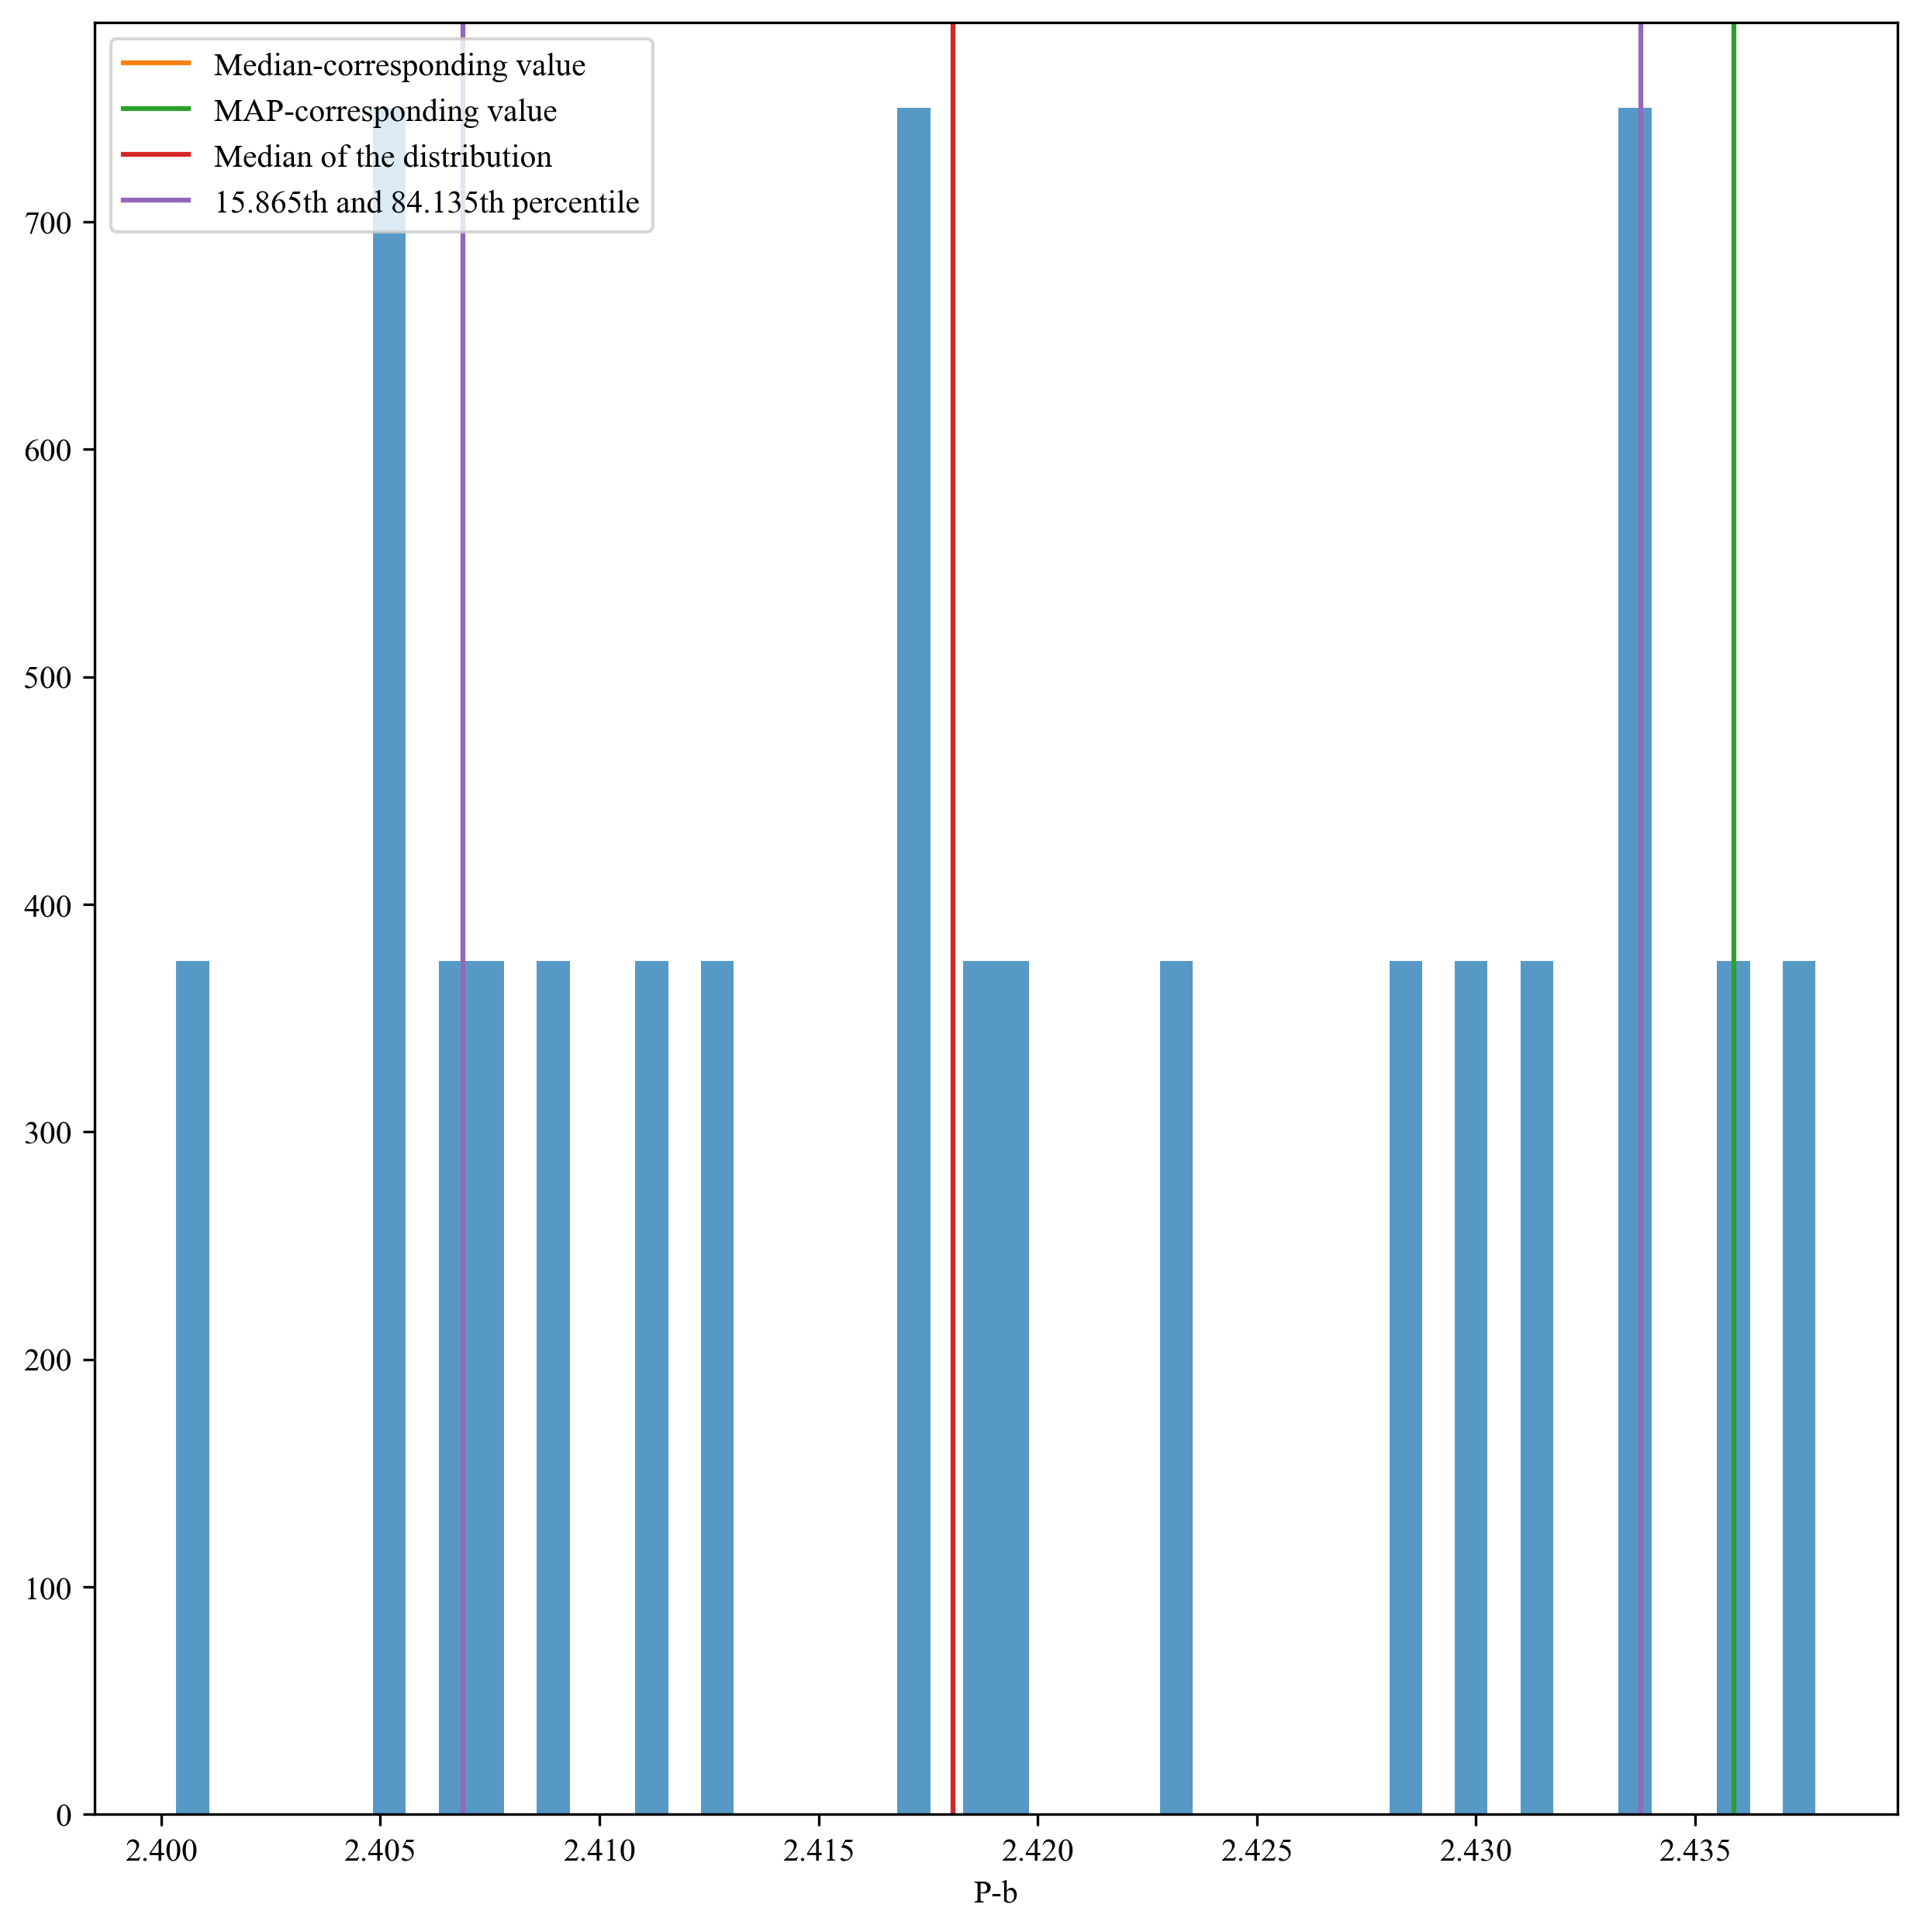 Median-corresponding value
MAP-corresponding value
Median of the distribution
15.865th and 84.135th percentile
700
600
500
400
300
200
100
0
2.400 2.405 2.410 2.415 2.420 2.425 2.430 2.435
P-b